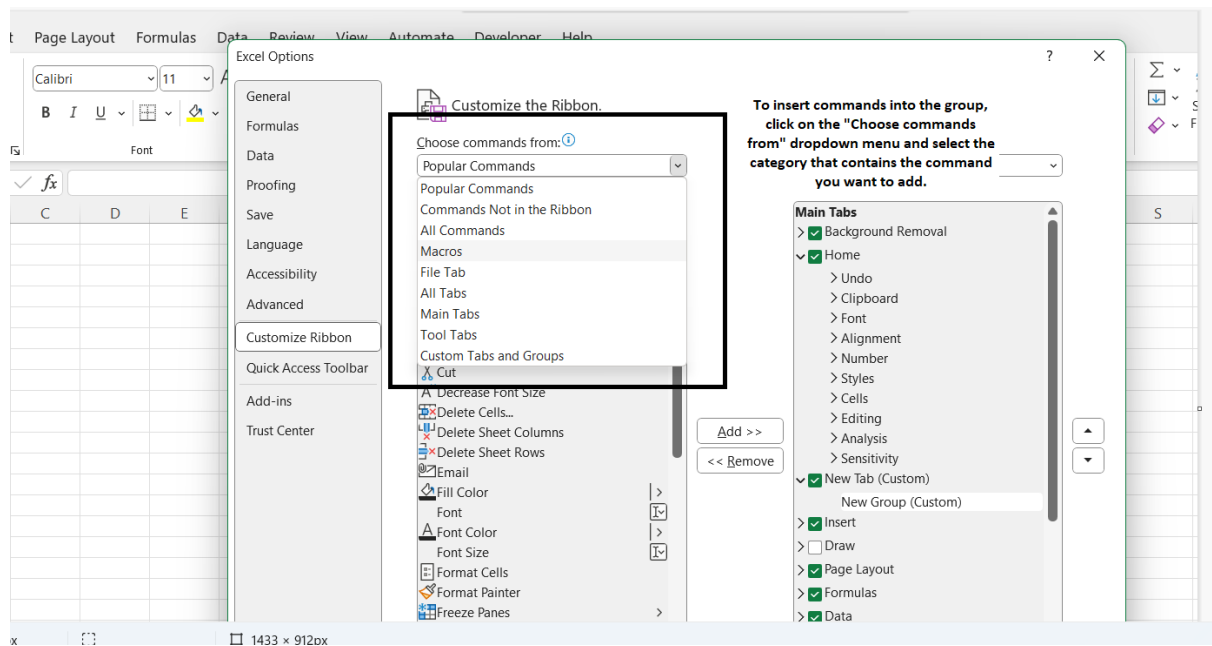 t Page Layout Formulas Data Review View Automate Developer Help
Excel Options ?
Calibri 11 A
B I U
Font
fx
C D E S
General
Formulas
Data
Proofing
Save
Language
Accessibility
Advanced
Customize Ribbon
Quick Access Toolbar
Add-ins
Trust Center
Customize the Ribbon.
Choose commands from:
Popular Commands
Popular Commands
Commands Not in the Ribbon
All Commands
Macros
File Tab
All Tabs
Main Tabs
Tool Tabs
Custom Tabs and Groups
Cut
Decrease Font Size
Delete Cells...
Delete Sheet Columns
Delete Sheet Rows
Email
Fill Color
Font
Font Color
Font Size
Format Cells
Format Painter
Freeze Panes
Add >>
<< Remove
To insert commands into the group,
click on the "Choose commands
from" dropdown menu and select the
category that contains the command
you want to add.
Main Tabs
Background Removal
Home
Undo
Clipboard
Font
Alignment
Number
Styles
Cells
Editing
Analysis
Sensitivity
New Tab (Custom)
New Group (Custom)
Insert
Draw
Page Layout
Formulas
Data
1433 × 912px